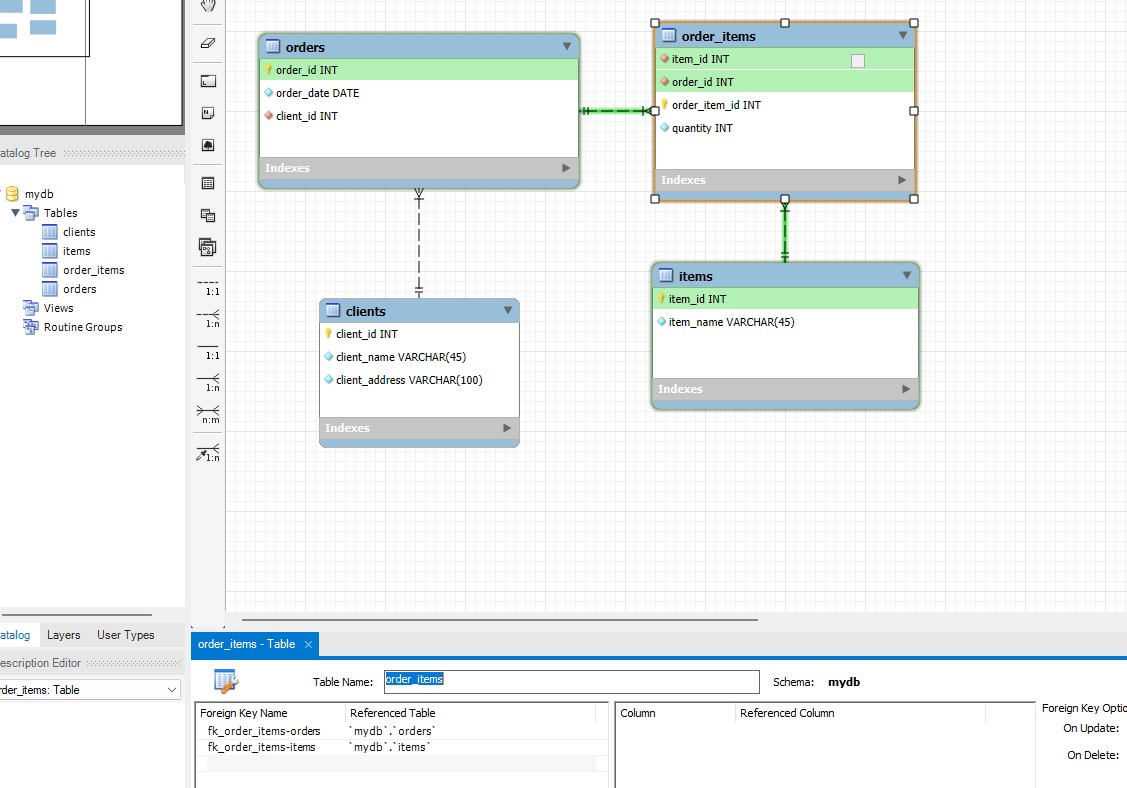 orders
order_id INT
order_date DATE
client_id INT
Indexes
order_items
item_id INT
order_id INT
order_item_id INT
quantity INT
Indexes
clients
client_id INT
client_name VARCHAR(45)
client_address VARCHAR(100)
Indexes
items
item_id INT
item_name VARCHAR(45)
Indexes
atalog Tree
mydb
Tables
clients
items
order_items
orders
Views
Routine Groups
1:1
1:n
1:1
1:n
n:m
1:n
atalog Layers User Types
escription Editor
rder_items: Table
order_items - Table
Table Name: order_items Schema: mydb
Foreign Key Name Referenced Table
fk_order_items-orders `mydb`.`orders`
fk_order_items-items `mydb`.`items`
Column Referenced Column
Foreign Key Optio
On Update:
On Delete: